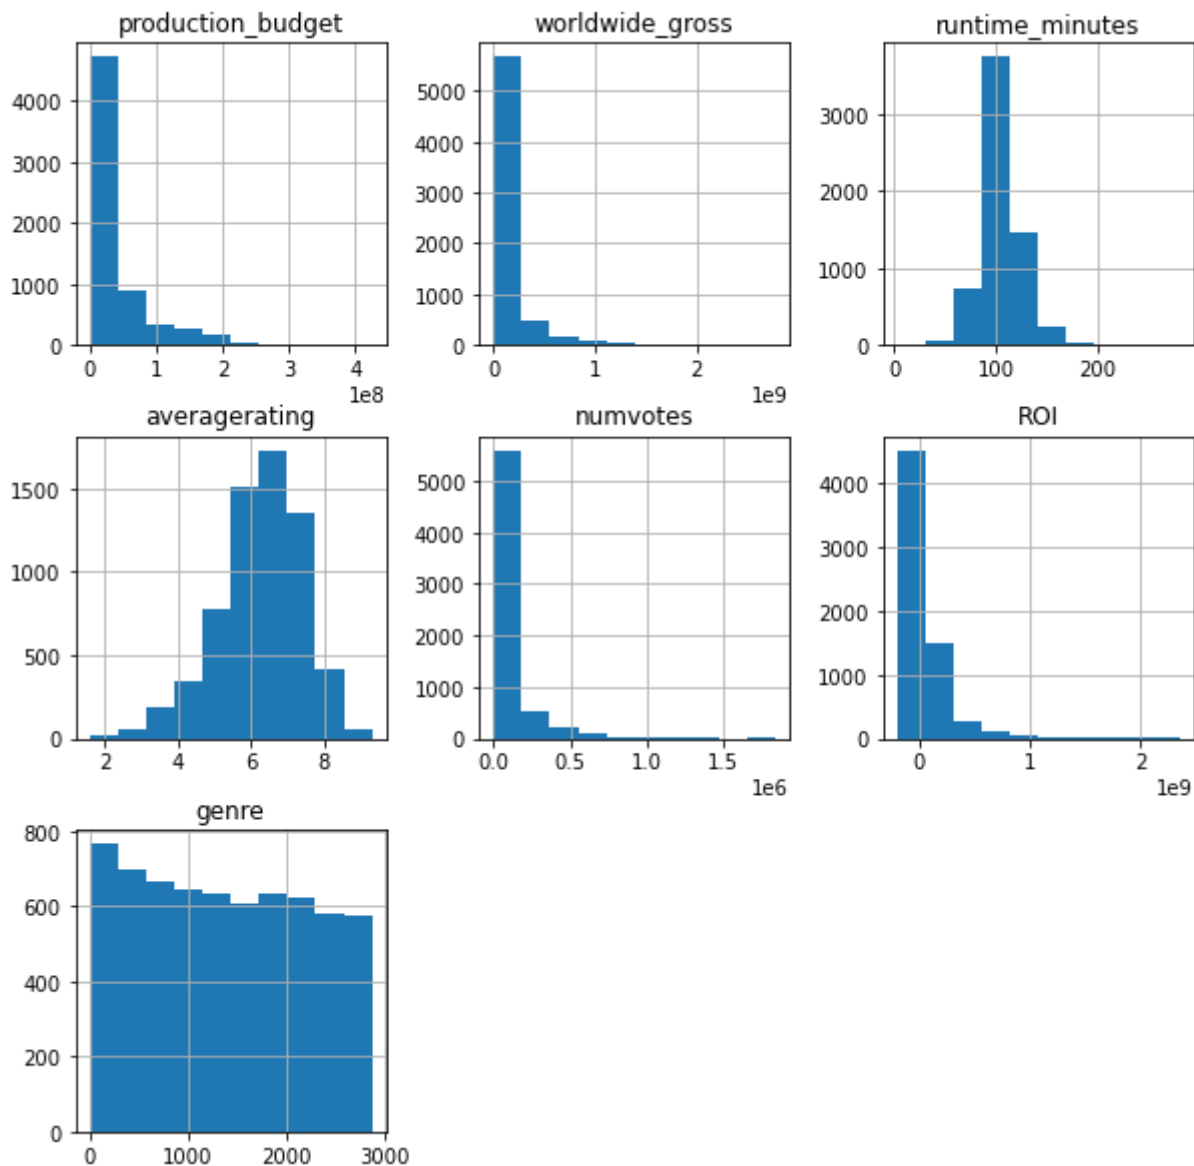 production_budget
4000
3000
2000
1000
0
0 1 2 3 4
1e8
worldwide_gross
5000
4000
3000
2000
1000
0
0 1 2
1e9
runtime_minutes
3000
2000
1000
0
0 100 200
averagerating
1500
1000
500
0
2 4 6 8
numvotes
5000
4000
3000
2000
1000
0
0.0 0.5 1.0 1.5
1e6
ROI
4000
3000
2000
1000
0
0 1 2
1e9
genre
800
600
400
200
0
0 1000 2000 3000